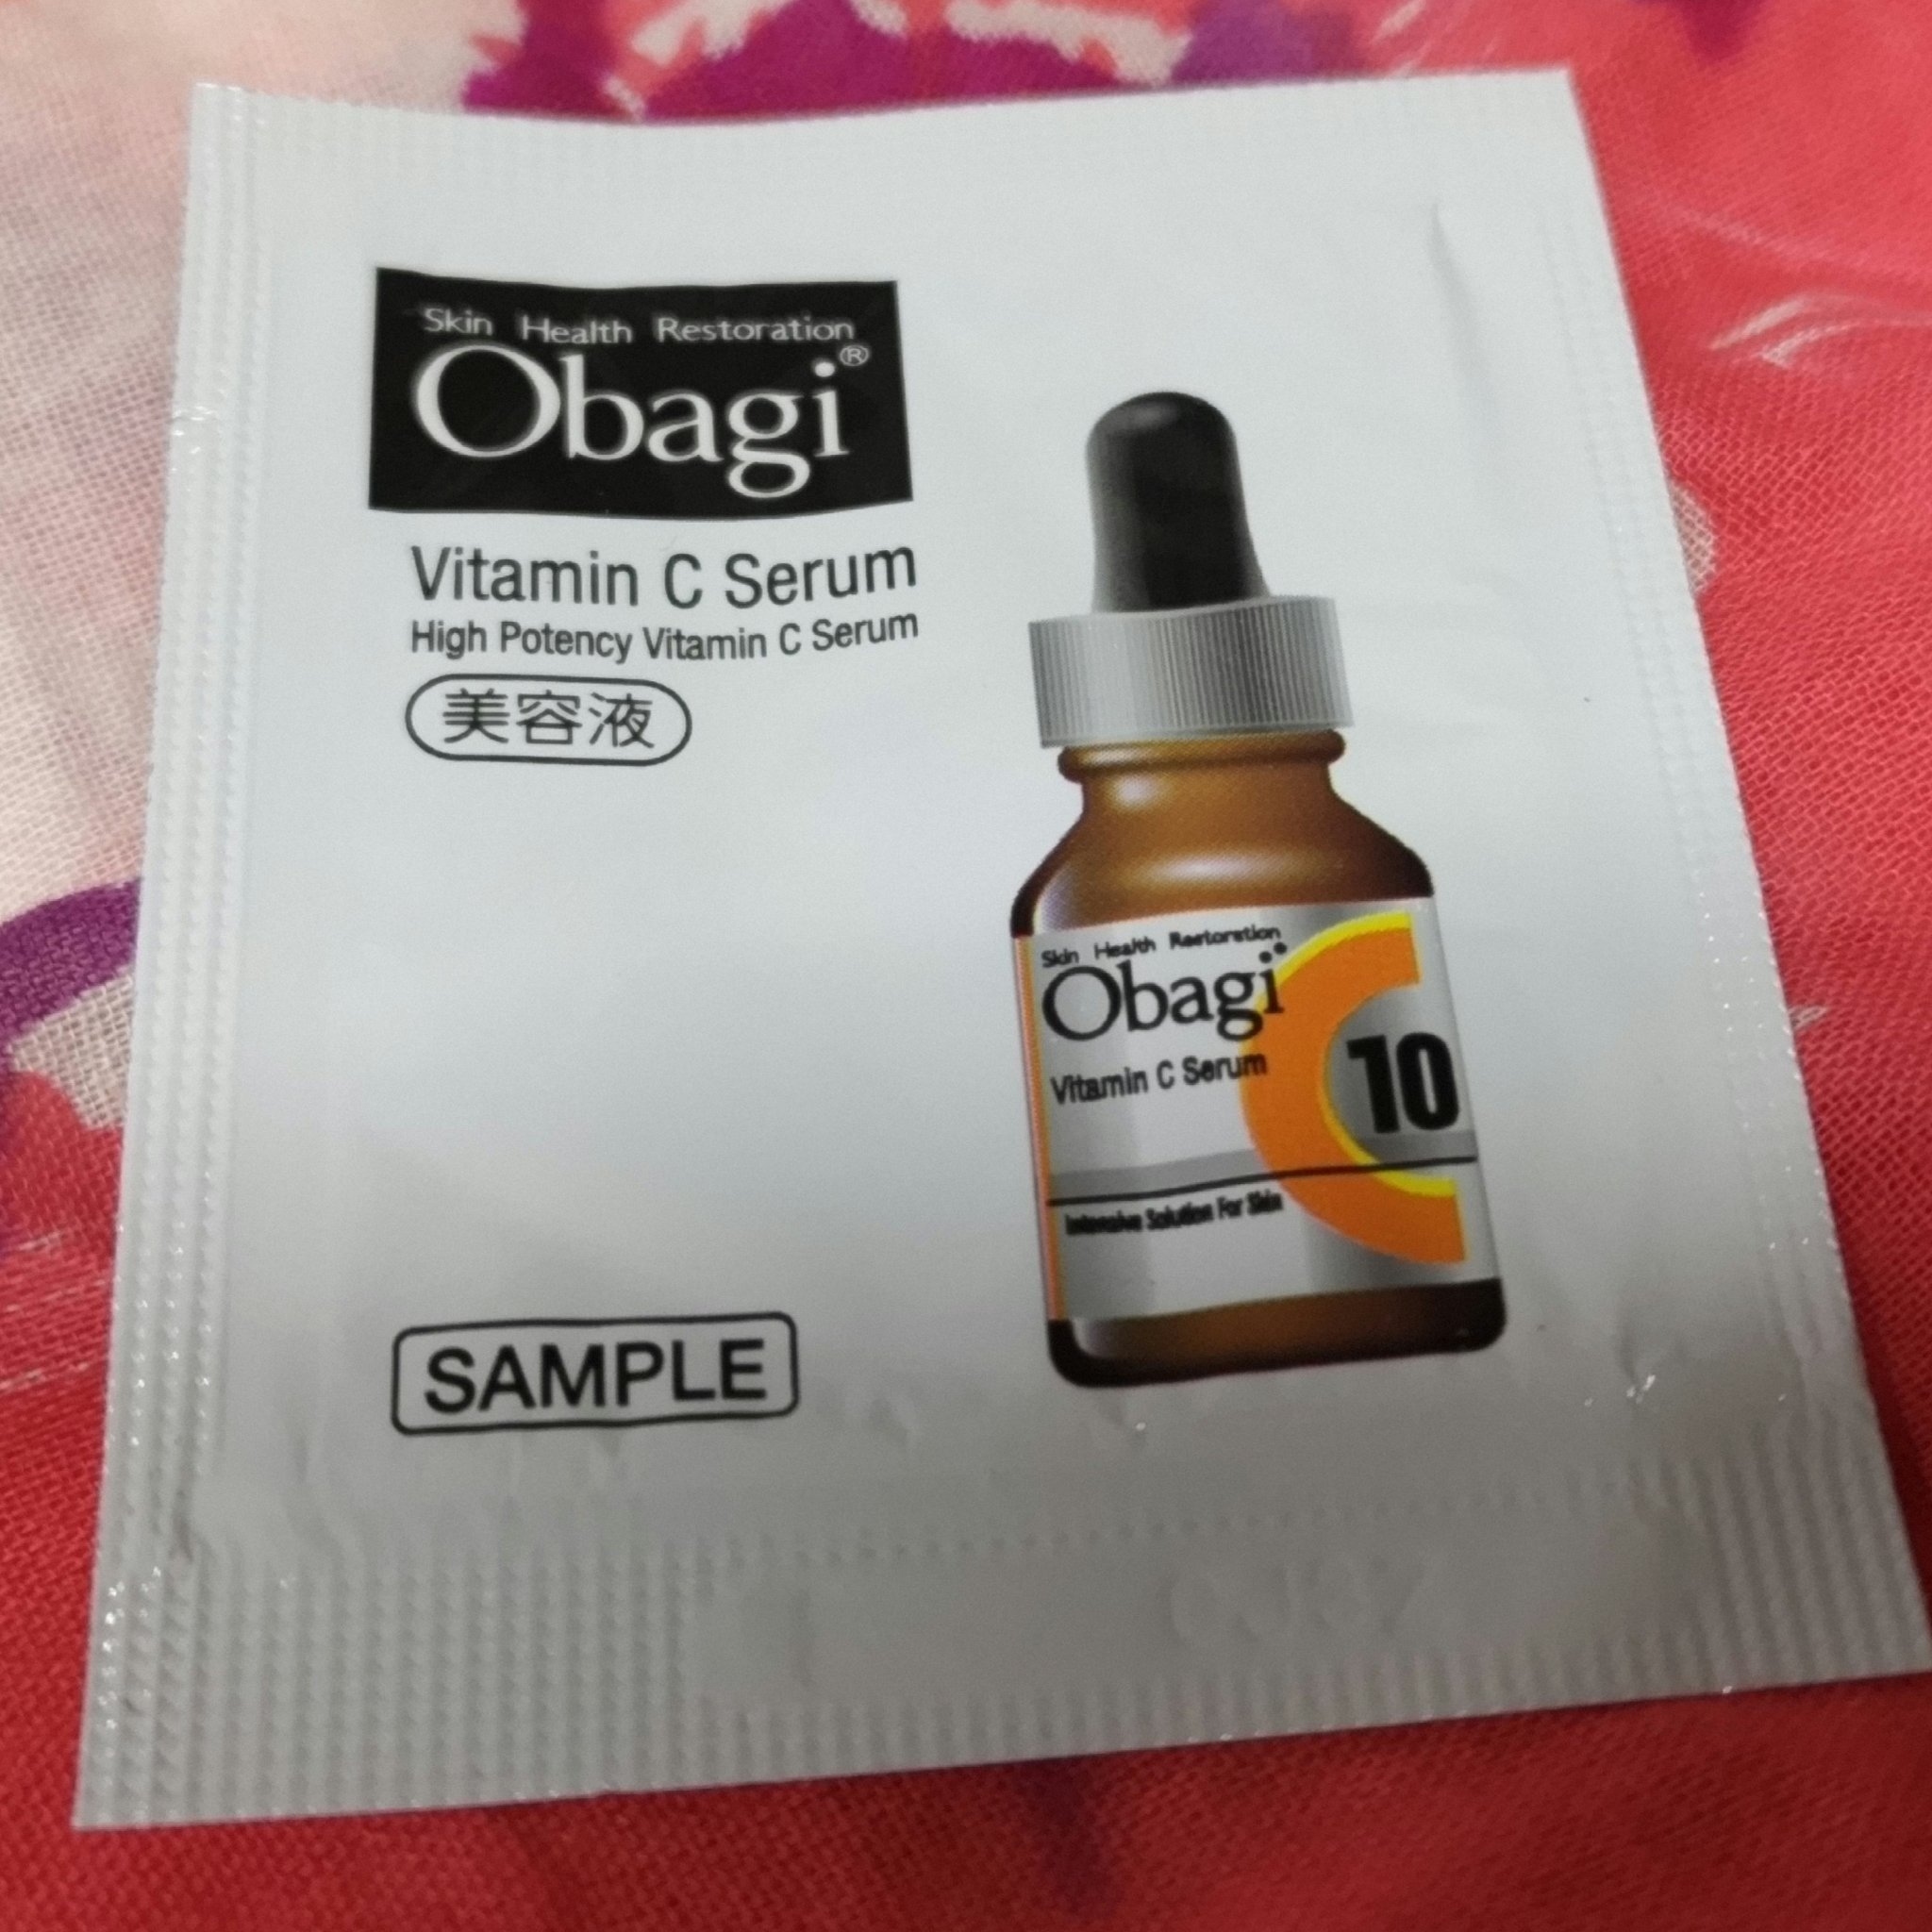 Skin Health Restoration
Obagi®
Vitamin C Serum
High Potency Vitamin C Serum
美容液
Skin Health Restoration
Obagi
Vitamin C Serum
C
10
Intensive Solution For Skin
SAMPLE